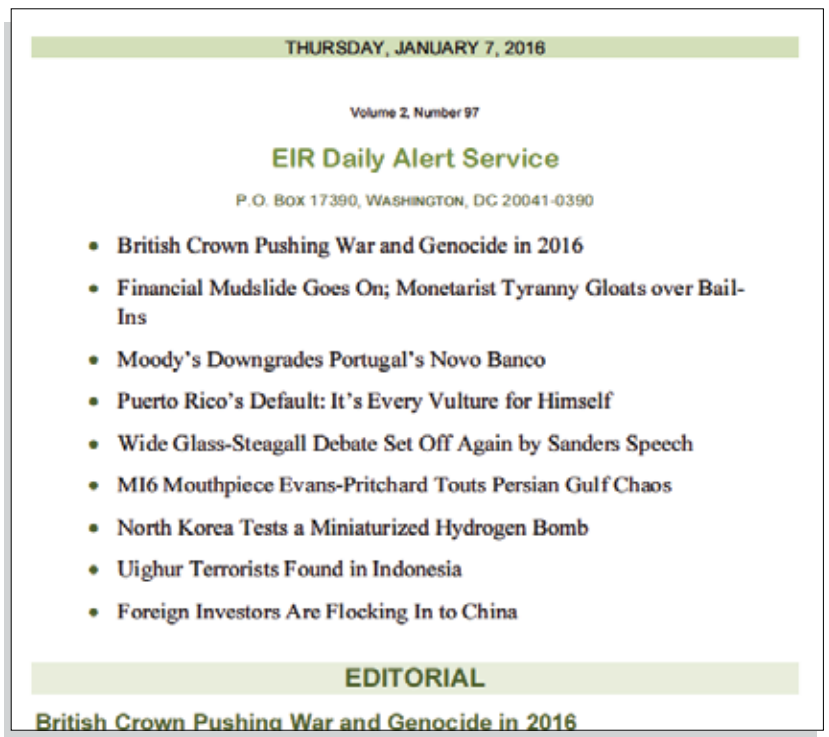 THURSDAY, JANUARY 7, 2016
Volume 2, Number 97
EIR Daily Alert Service
P.O. BOX 17390, WASHINGTON, DC 20041-0390
• British Crown Pushing War and Genocide in 2016
• Financial Mudslide Goes On; Monetarist Tyranny Gloats over Bail-
Ins
• Moody's Downgrades Portugal's Novo Banco
• Puerto Rico's Default: It's Every Vulture for Himself
• Wide Glass-Steagall Debate Set Off Again by Sanders Speech
• MI6 Mouthpiece Evans-Pritchard Touts Persian Gulf Chaos
• North Korea Tests a Miniaturized Hydrogen Bomb
• Uighur Terrorists Found in Indonesia
• Foreign Investors Are Flocking In to China
EDITORIAL
British Crown Pushing War and Genocide in 2016